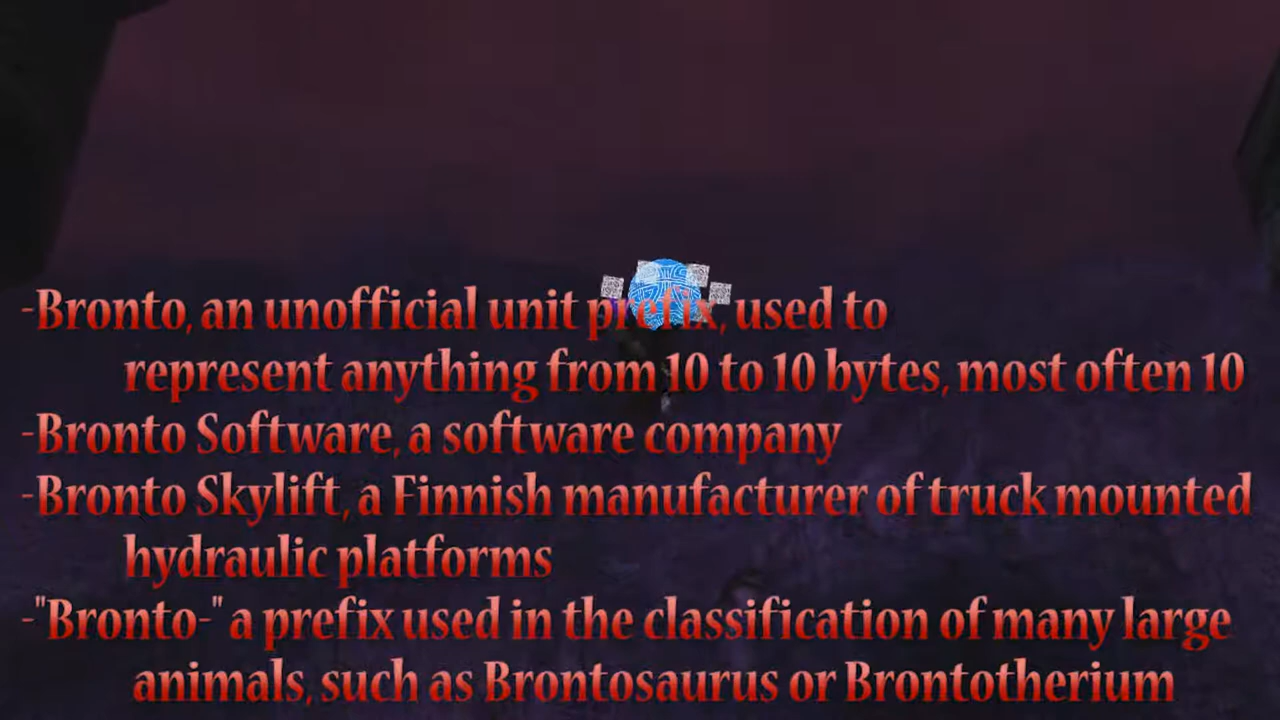 -Bronto, an unofficial unit prefix, used to
represent anything from 10 to 10 bytes, most often 10
-Bronto Software, a software company
-Bronto Skylift, a Finnish manufacturer of truck mounted
hydraulic platforms
-"Bronto-" a prefix used in the classification of many large
animals, such as Brontosaurus or Brontotherium